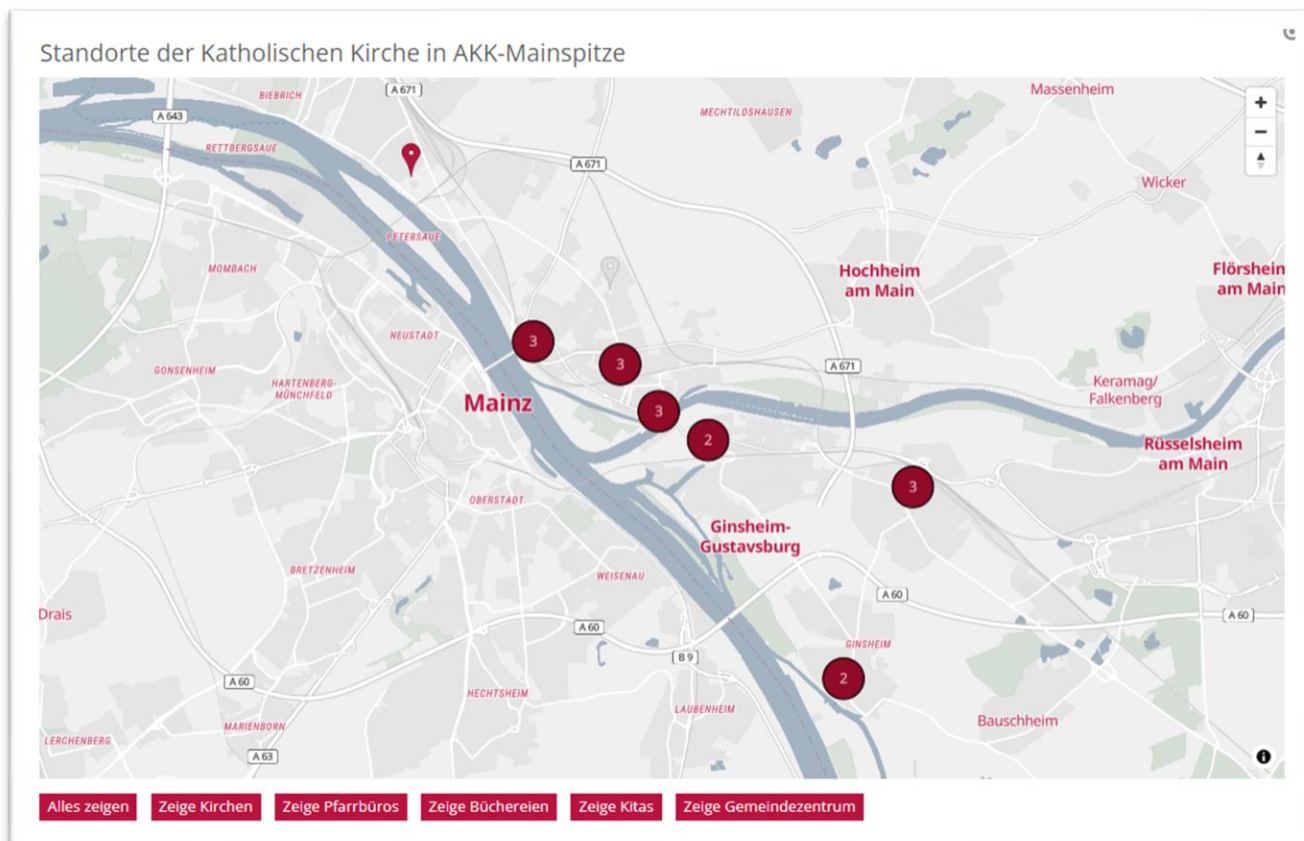 Standorte der Katholischen Kirche in AKK-Mainspitze
BIEBRICH
A 671
Massenheim
A 643
MECHTILDSHAUSEN
RETTBERGSAUE
A 671
Wicker
PETERSAUE
MOMBACH
Hochheim
am Main
Flörshein
am Main
NEUSTADT
3
3
GONSENHEIM
A 671
HARTENBERG-
MÜNCHFELD
Keramag/
Falkenberg
Mainz
3
2
Rüsselsheim
am Main
3
OBERSTADT
Ginsheim-
Gustavsburg
BRETZENHEIM
WEISENAU
A 60
Drais
A 60
A 60
GINSHEIM
B 9
A 60
2
HECHTSHEIM
LAUBENHEIM
Bauschheim
MARIENBORN
LERCHENBERG
A 63
Alles zeigen
Zeige Kirchen
Zeige Pfarrbüros
Zeige Büchereien
Zeige Kitas
Zeige Gemeindezentrum